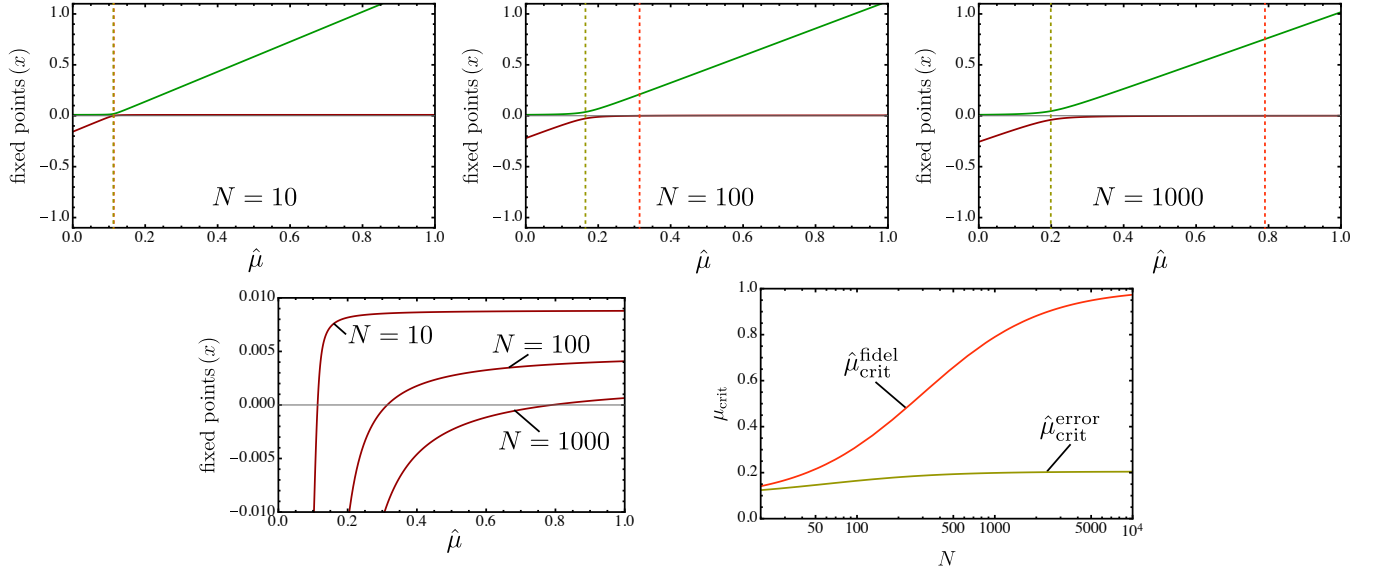 fixed points (x)
1.0
0.5
0.0
−0.5
−1.0
N = 10
0.0 0.2 0.4 0.6 0.8 1.0
μ̂
fixed points (x)
1.0
0.5
0.0
−0.5
−1.0
N = 100
0.0 0.2 0.4 0.6 0.8 1.0
μ̂
fixed points (x)
1.0
0.5
0.0
−0.5
−1.0
N = 1000
0.0 0.2 0.4 0.6 0.8 1.0
μ̂
fixed points (x)
0.010
0.005
0.000
−0.005
−0.010
N = 10
N = 100
N = 1000
0.0 0.2 0.4 0.6 0.8 1.0
μ̂
μ_crit
1.0
0.8
0.6
0.4
0.2
0.0
μ̂_crit^fidel
μ̂_crit^error
50 100 500 1000 5000 10⁴
N